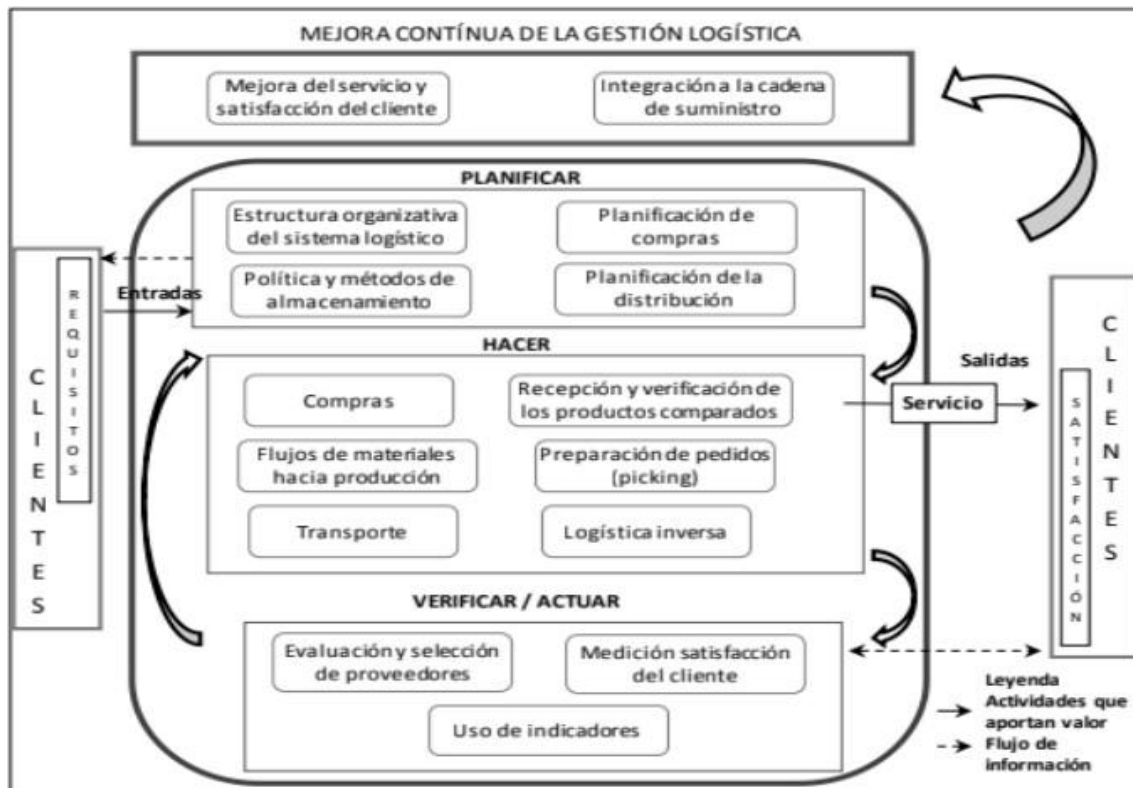 MEJORA CONTÍNUA DE LA GESTIÓN LOGÍSTICA
Mejora del servicio y
satisfacción del cliente
Integración a la cadena
de suministro
PLANIFICAR
Estructura organizativa
del sistema logístico
Planificación de
compras
Política y métodos de
almacenamiento
Planificación de la
distribución
CLIENTES
REQUISITOS
Entradas
HACER
Compras
Recepción y verificación de
los productos comparados
Flujos de materiales
hacia producción
Preparación de pedidos
(picking)
Transporte
Logística inversa
Salidas
Servicio
CLIENTES
SATISFACCIÓN
VERIFICAR / ACTUAR
Evaluación y selección
de proveedores
Medición satisfacción
del cliente
Uso de indicadores
Leyenda
Actividades que
aportan valor
Flujo de
información